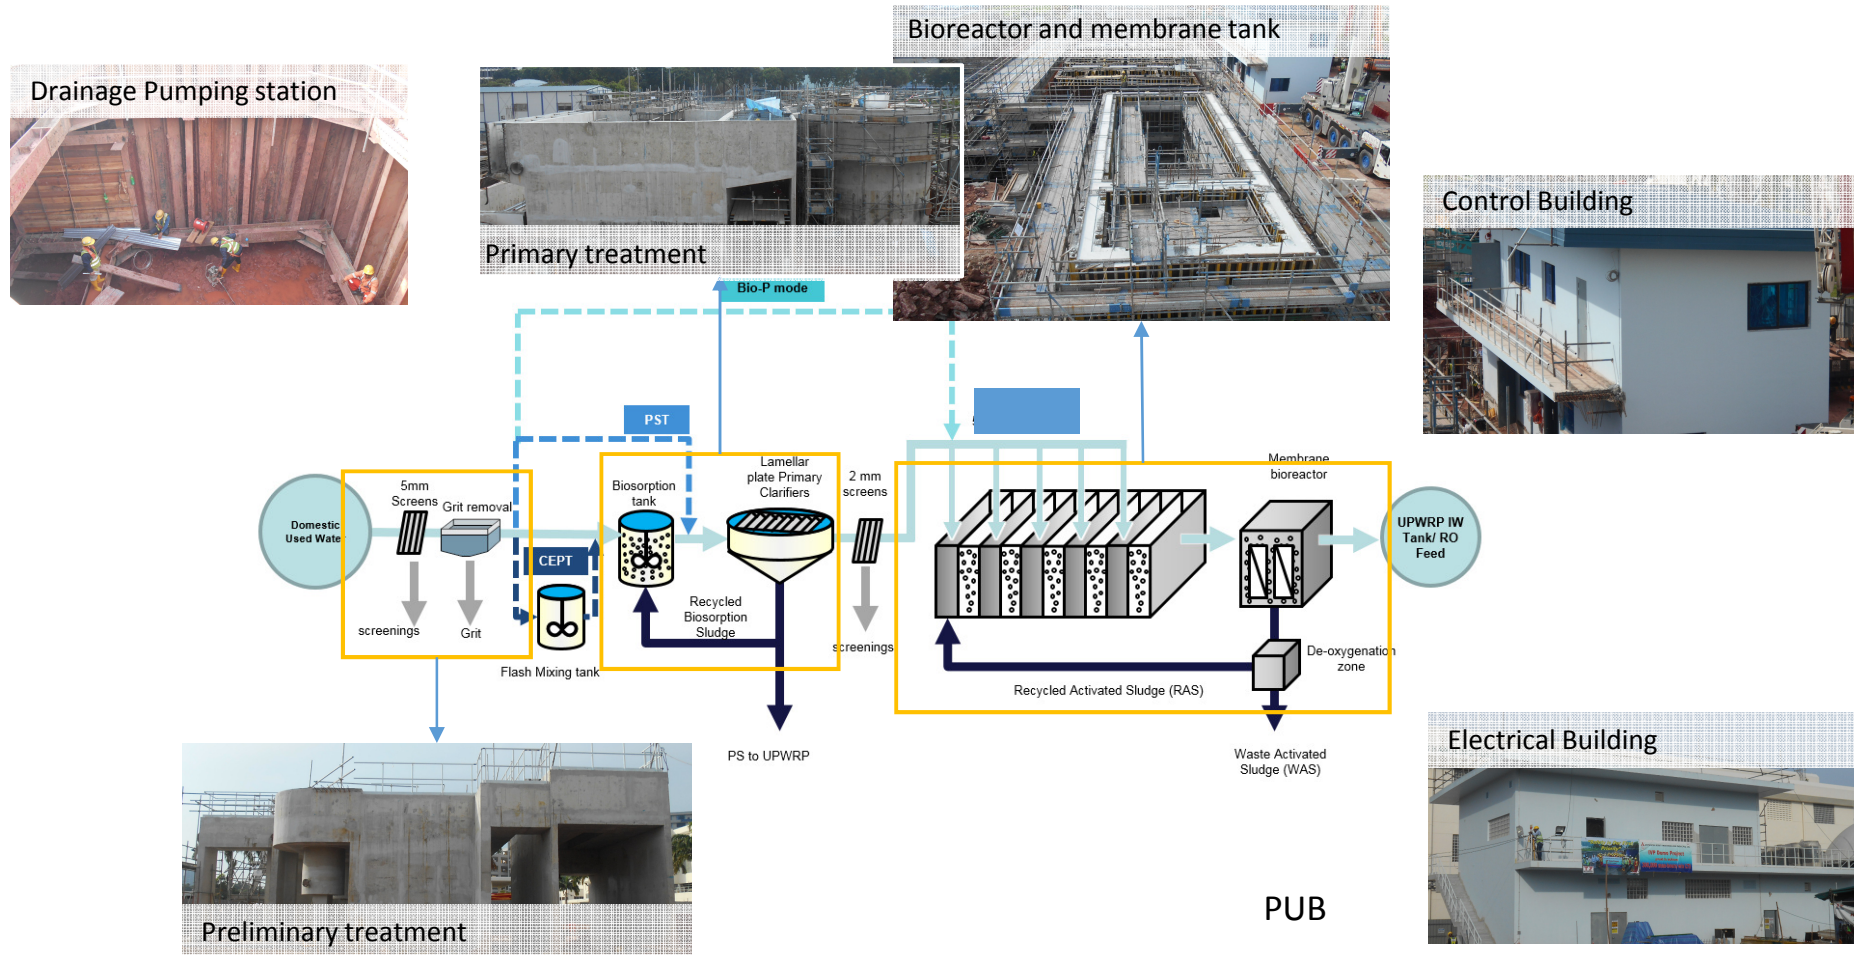 Bioreactor and membrane tank
Drainage Pumping station
Primary treatment
Control Building
Bio-P mode
PST
Membrane
bioreactor
Lamellar
plate Primary
Clarifiers
2 mm
screens
5mm
Screens
Grit removal
Biosorption
tank
Domestic
Used Water
UPWRP IW
Tank/ RO
Feed
CEPT
Recycled
Biosorption
Sludge
screenings
Grit
screenings
Flash Mixing tank
De-oxygenation
zone
Recycled Activated Sludge (RAS)
PS to UPWRP
Waste Activated
Sludge (WAS)
Electrical Building
Preliminary treatment
PUB